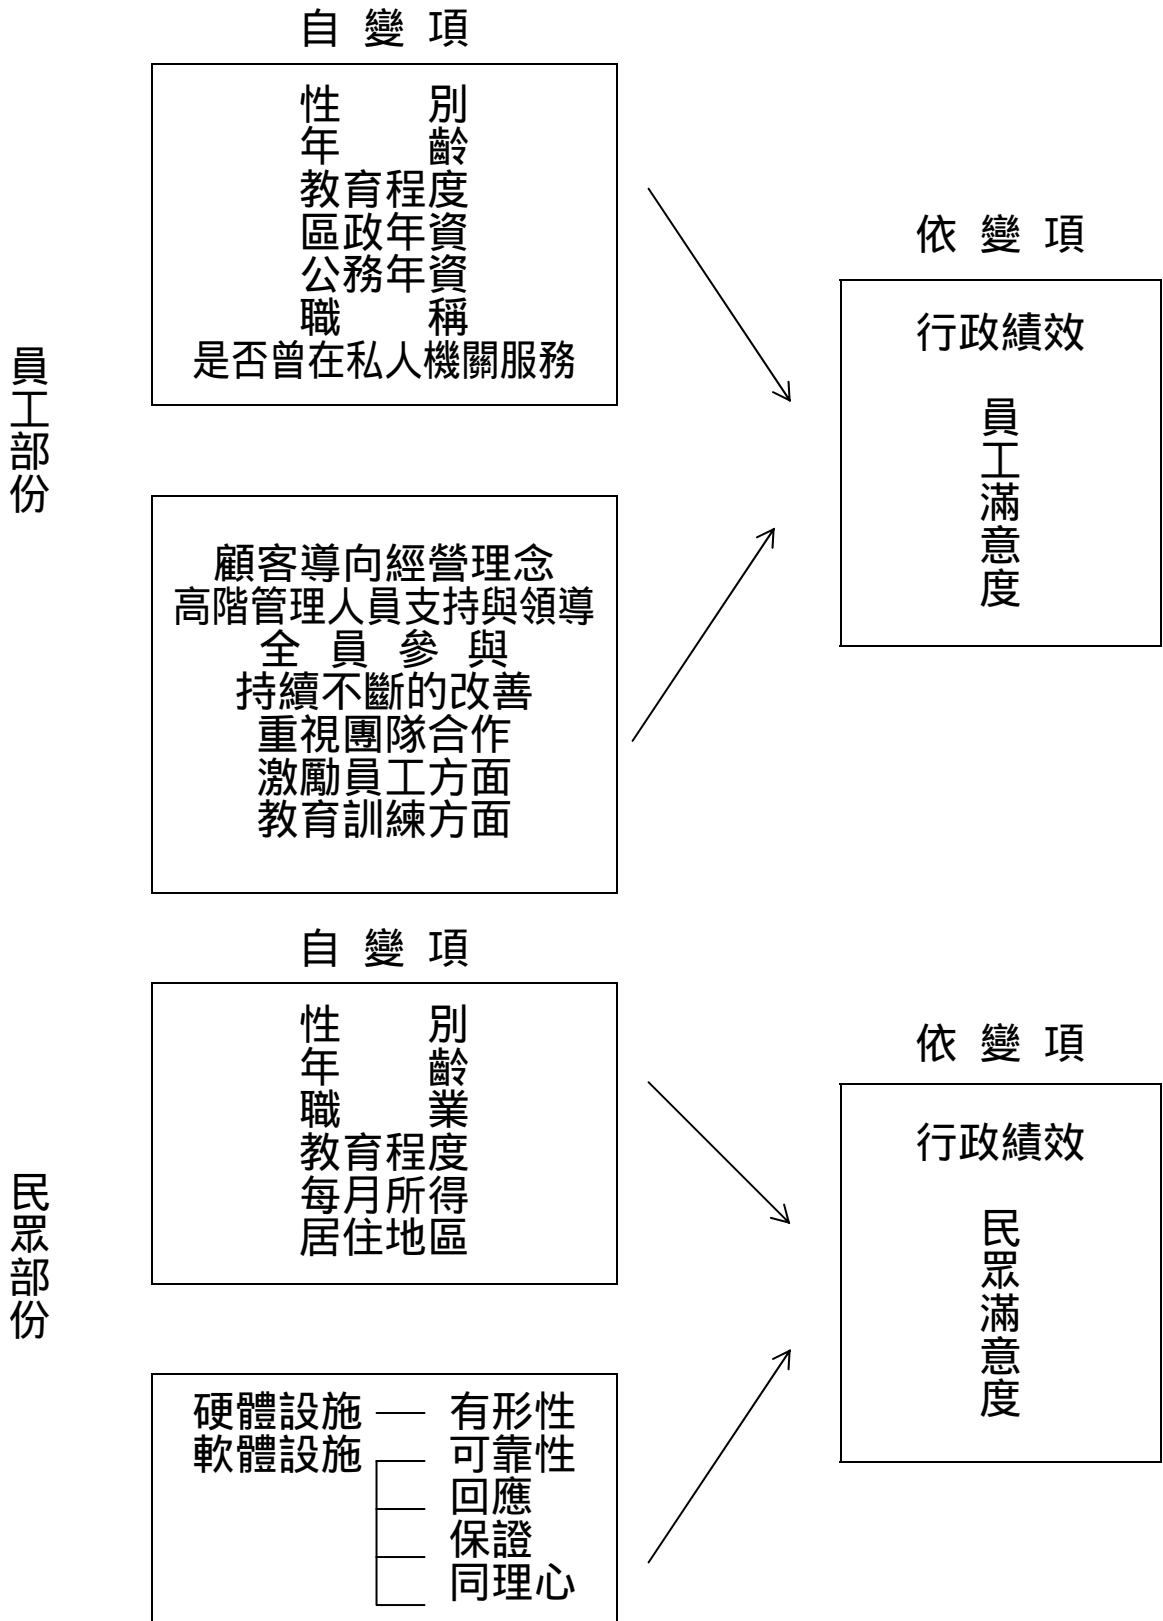 自 變 項
性 別
年 齡
教育程度
區政年資
公務年資
職 稱
是否曾在私人機關服務
員工部份
依 變 項
行政績效
員工滿意度
顧客導向經營理念
高階管理人員支持與領導
全 員 參 與
持續不斷的改善
重視團隊合作
激勵員工方面
教育訓練方面
自 變 項
性 別
年 齡
職 業
教育程度
每月所得
居住地區
民眾部份
依 變 項
行政績效
民眾滿意度
硬體設施 有形性
軟體設施 可靠性
回應
保證
同理心